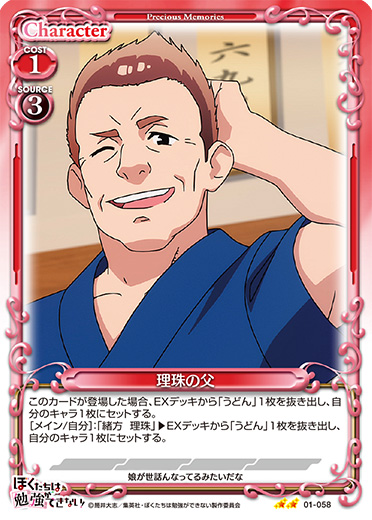 Precious Memories
Character
COST
1
SOURCE
3
理珠の父
このカードが登場した場合、EXデッキから「うどん」1枚を抜き出し、自
分のキャラ1枚にセットする。
[メイン/自分]:「緒方 理珠」▶EXデッキから「うどん」1枚を抜き出し、
自分のキャラ1枚にセットする。
娘が世話んなってるみたいだな
ぼくたちは
勉強ができない
©筒井大志/集英社・ぼくたちは勉強ができない製作委員会
01-058